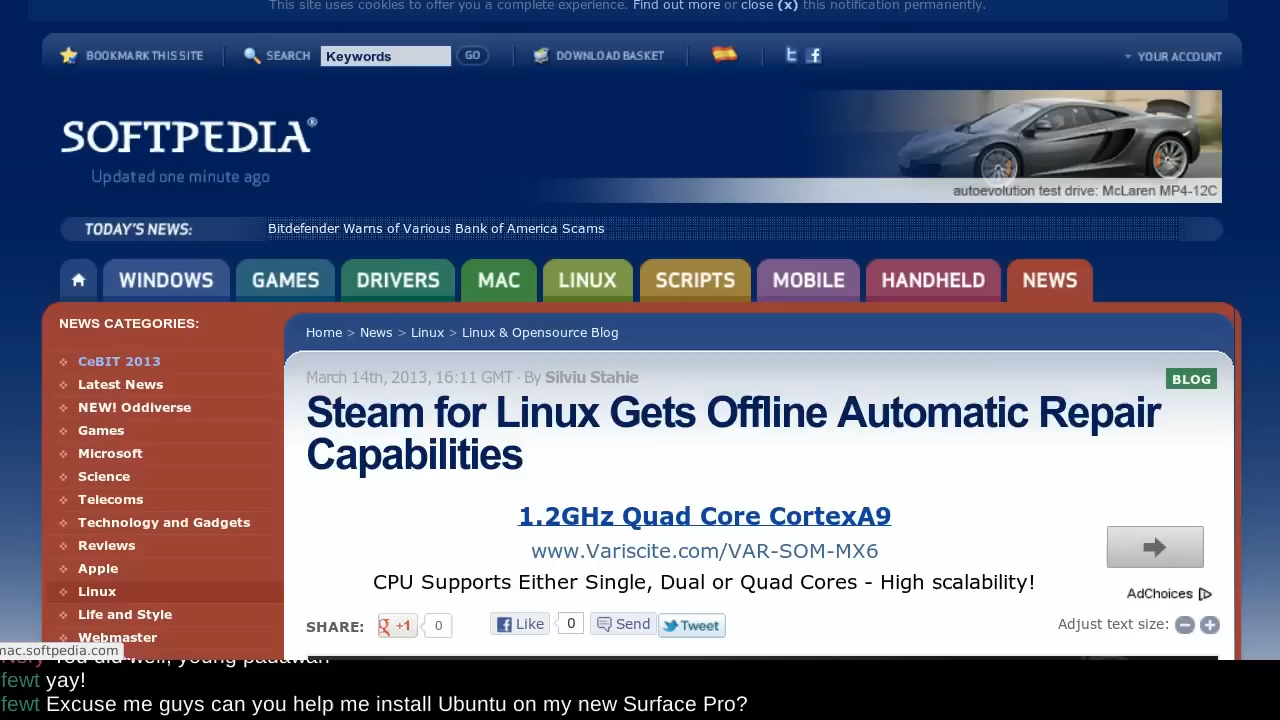 This site uses cookies to offer you a complete experience. Find out more or close (x) this notification permanently.
BOOKMARK THIS SITE
SEARCH
Keywords
GO
DOWNLOAD BASKET
YOUR ACCOUNT
SOFTPEDIA®
Updated one minute ago
autoevolution test drive: McLaren MP4-12C
TODAY'S NEWS:
Bitdefender Warns of Various Bank of America Scams
WINDOWS
GAMES
DRIVERS
MAC
LINUX
SCRIPTS
MOBILE
HANDHELD
NEWS
NEWS CATEGORIES:
CeBIT 2013
Latest News
NEW! Oddiverse
Games
Microsoft
Science
Telecoms
Technology and Gadgets
Reviews
Apple
Linux
Life and Style
Webmaster
Home > News > Linux > Linux & Opensource Blog
March 14th, 2013, 16:11 GMT · By Silviu Stahie
BLOG
Steam for Linux Gets Offline Automatic Repair
Capabilities
1.2GHz Quad Core CortexA9
www.Variscite.com/VAR-SOM-MX6
CPU Supports Either Single, Dual or Quad Cores - High scalability!
AdChoices
SHARE:
+1
0
Like
0
Send
Tweet
Adjust text size:
mac.softpedia.com
You did well, young padawan
fewt yay!
fewt Excuse me guys can you help me install Ubuntu on my new Surface Pro?